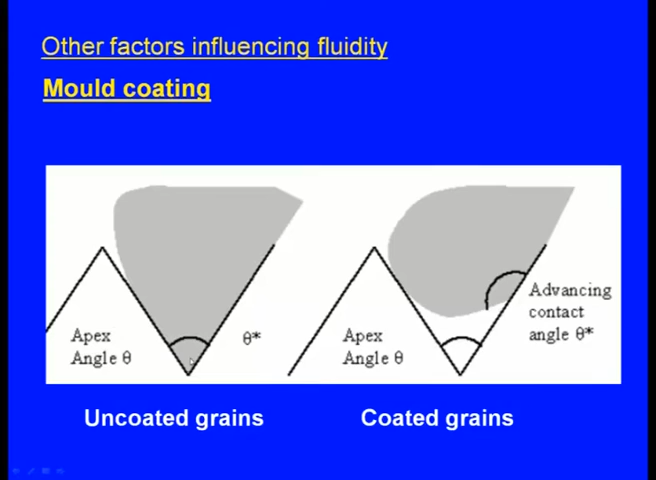 Other factors influencing fluidity
Mould coating
Apex
Angle θ
θ*
Apex
Angle θ
Advancing
contact
angle θ*
Uncoated grains
Coated grains